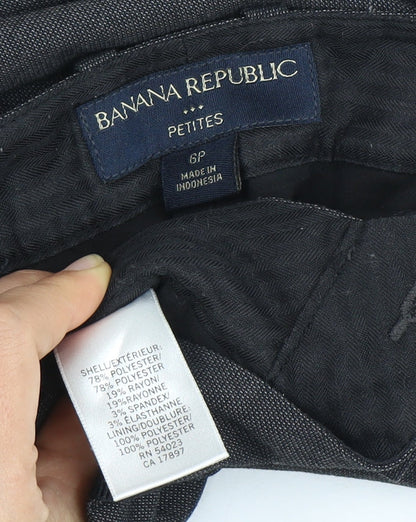 BANANA REPUBLIC
PETITES
6P
MADE IN
INDONESIA
SHELL/EXTÉRIEUR:
78% POLYESTER/
78% POLYESTER
19% RAYON/
19%RAYONNE
3% SPANDEX/
3% ÉLASTHANNE
LINING/DOUBLURE:
100% POLYESTER/
100% POLYESTER
RN 54023
CA 17897